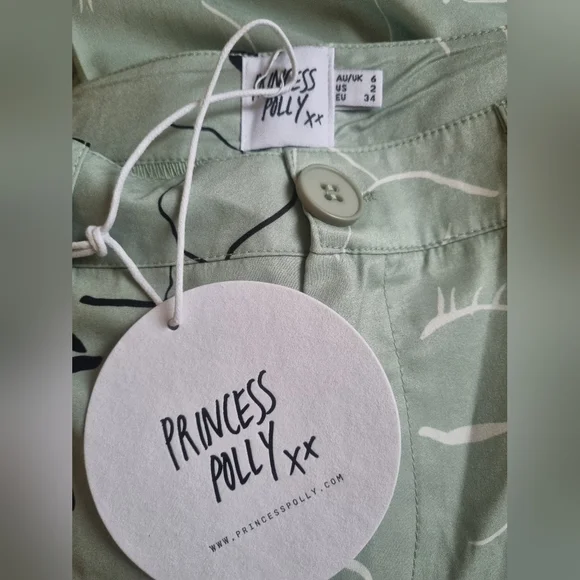 PRINCESS
POLLY xx
AU/UK 6
US 2
EU 34
PRINCESS
POLLY xx
WWW.PRINCESSPOLLY.COM